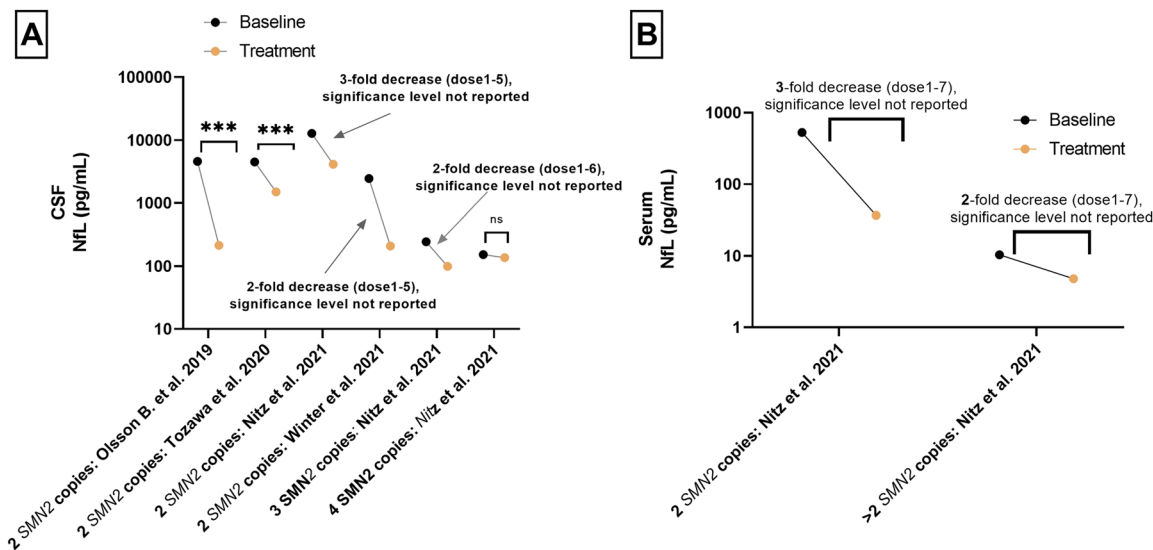 A
Baseline
Treatment
100000
10000
1000
100
10
CSF
NfL (pg/mL)
***
***
3-fold decrease (dose1-5),
significance level not reported
2-fold decrease (dose1-6),
significance level not reported
ns
2-fold decrease (dose1-5),
significance level not reported
2 SMN2 copies: Olsson B. et al. 2019
2 SMN2 copies: Tozawa et al. 2020
2 SMN2 copies: Nitz et al. 2021
2 SMN2 copies: Winter et al. 2021
3 SMN2 copies: Nitz et al. 2021
4 SMN2 copies: Nitz et al. 2021
B
3-fold decrease (dose1-7),
significance level not reported
Baseline
Treatment
2-fold decrease (dose1-7),
significance level not reported
1000
100
10
1
Serum
NfL (pg/mL)
2 SMN2 copies: Nitz et al. 2021
>2 SMN2 copies: Nitz et al. 2021